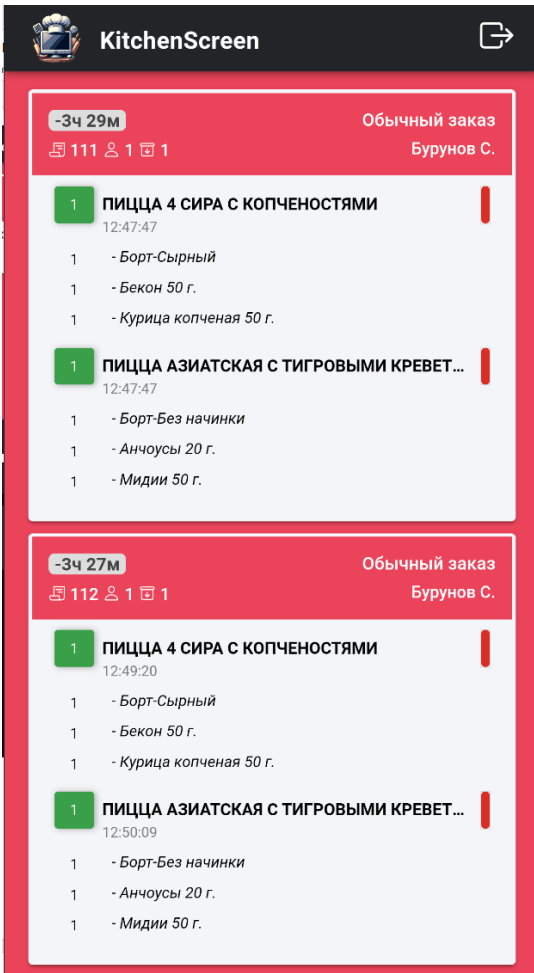 KitchenScreen
-3ч 29м Обычный заказ
111 1 1 Бурунов С.
1 ПИЦЦА 4 СИРА С КОПЧЕНОСТЯМИ
12:47:47
1 - Борт-Сырный
1 - Бекон 50 г.
1 - Курица копченая 50 г.
1 ПИЦЦА АЗИАТСКАЯ С ТИГРОВЫМИ КРЕВЕТ...
12:47:47
1 - Борт-Без начинки
1 - Анчоусы 20 г.
1 - Мидии 50 г.
-3ч 27м Обычный заказ
112 1 1 Бурунов С.
1 ПИЦЦА 4 СИРА С КОПЧЕНОСТЯМИ
12:49:20
1 - Борт-Сырный
1 - Бекон 50 г.
1 - Курица копченая 50 г.
1 ПИЦЦА АЗИАТСКАЯ С ТИГРОВЫМИ КРЕВЕТ...
12:50:09
1 - Борт-Без начинки
1 - Анчоусы 20 г.
1 - Мидии 50 г.